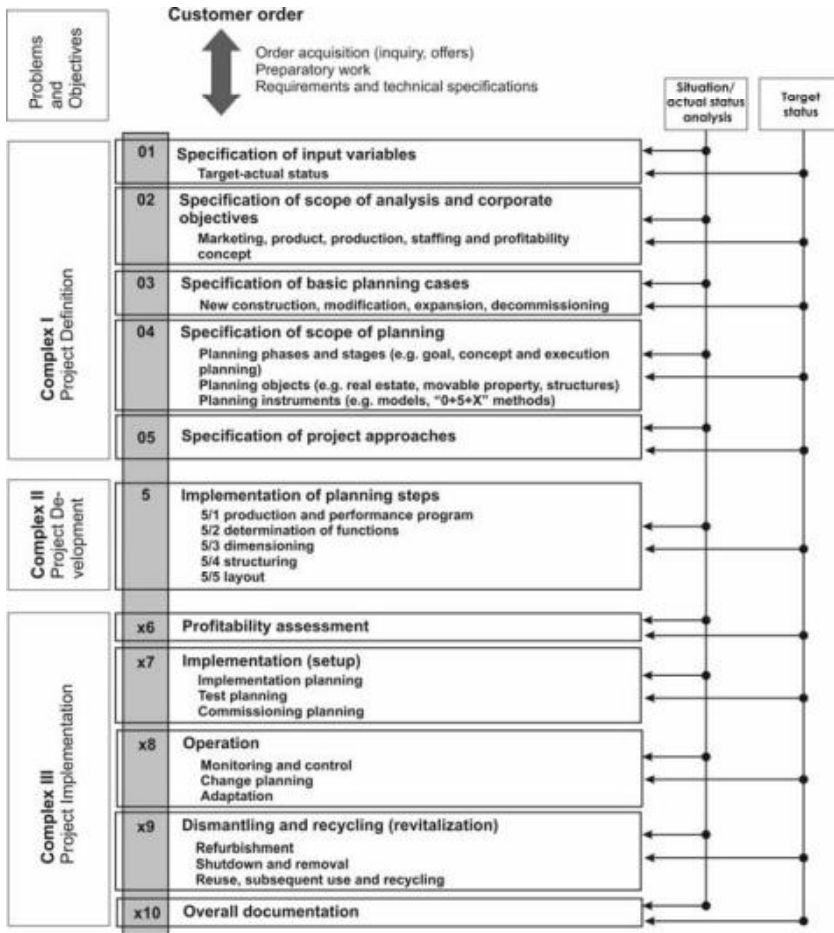 Customer order
Problems
and
Objectives
Order acquisition (inquiry, offers)
Preparatory work
Requirements and technical specifications
Situation/
actual status
analysis
Target
status
Complex I
Project Definition
01
Specification of input variables
Target-actual status
02
Specification of scope of analysis and corporate
objectives
Marketing, product, production, staffing and profitability
concept
03
Specification of basic planning cases
New construction, modification, expansion, decommissioning
04
Specification of scope of planning
Planning phases and stages (e.g. goal, concept and execution
planning)
Planning objects (e.g. real estate, movable property, structures)
Planning instruments (e.g. models, “0+5+X” methods)
05
Specification of project approaches
Complex II
Project De-
velopment
5
Implementation of planning steps
5/1 production and performance program
5/2 determination of functions
5/3 dimensioning
5/4 structuring
5/5 layout
Complex III
Project Implementation
x6
Profitability assessment
x7
Implementation (setup)
Implementation planning
Test planning
Commissioning planning
x8
Operation
Monitoring and control
Change planning
Adaptation
x9
Dismantling and recycling (revitalization)
Refurbishment
Shutdown and removal
Reuse, subsequent use and recycling
x10
Overall documentation